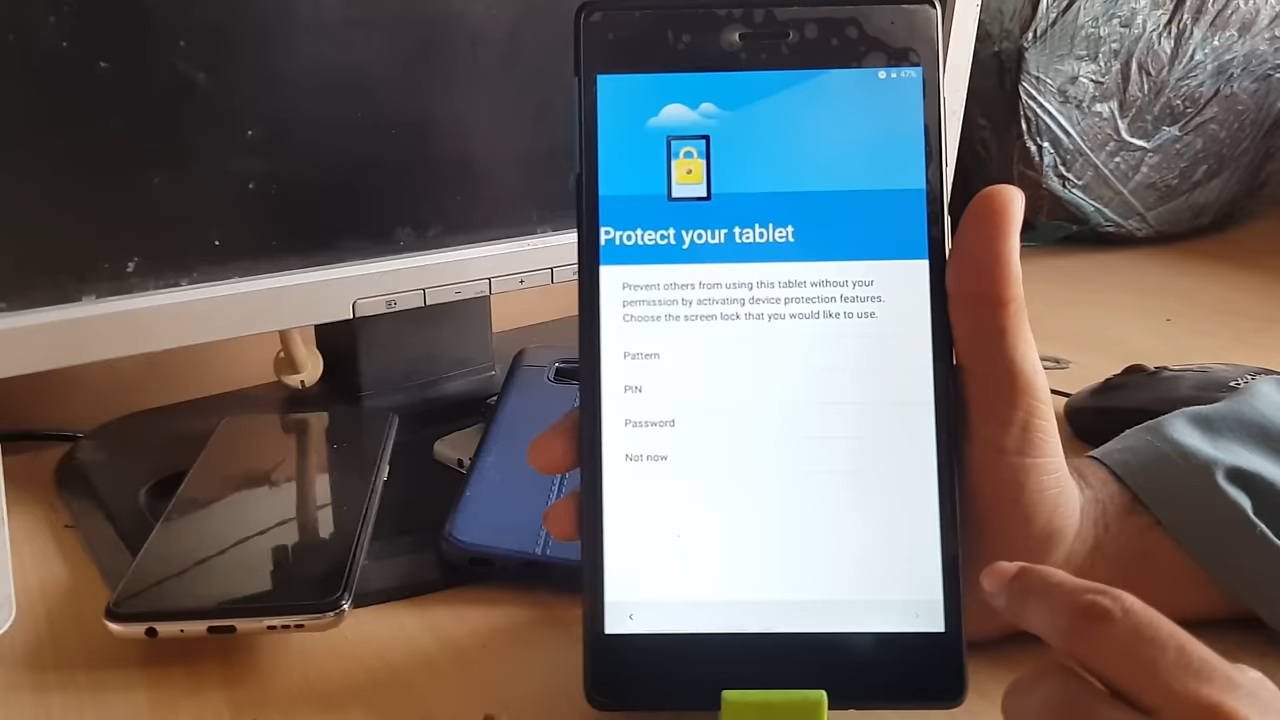 47%
Protect your tablet
Prevent others from using this tablet without your
permission by activating device protection features.
Choose the screen lock that you would like to use.
Pattern
PIN
Password
Not now